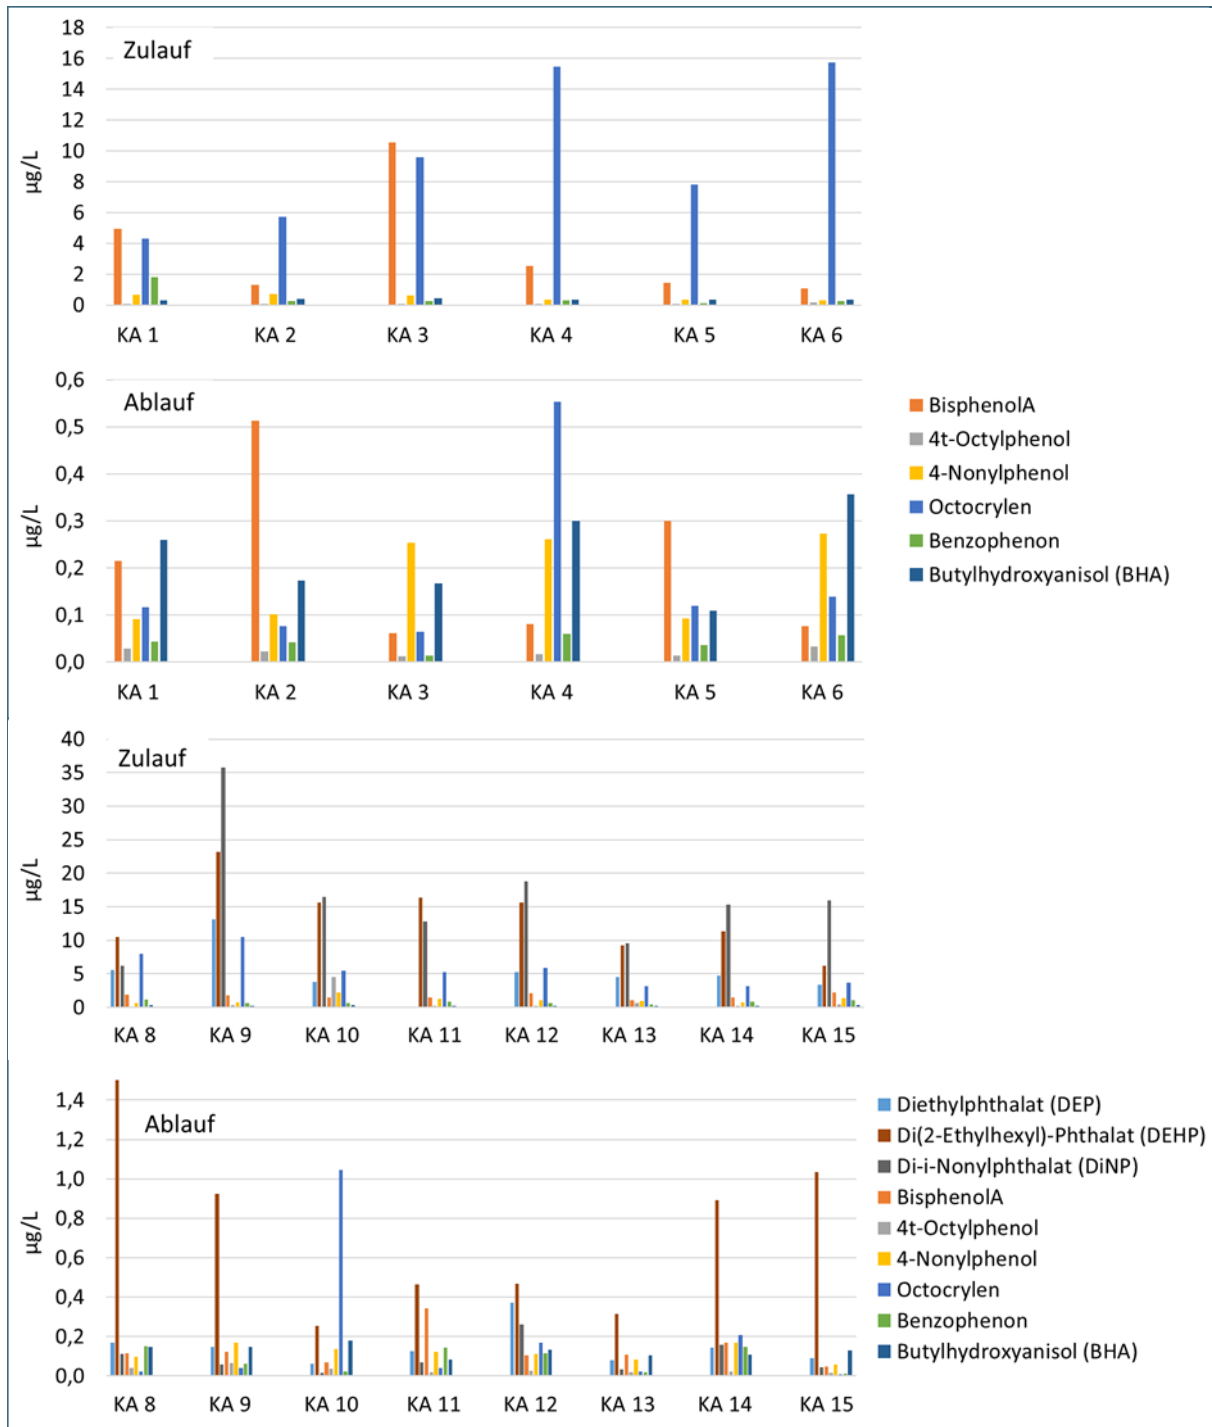 18
Zulauf
16
14
12
10
µg/L
8
6
4
2
0
KA 1 KA 2 KA 3 KA 4 KA 5 KA 6
0,6
Ablauf
0,5
0,4
µg/L
0,3
0,2
0,1
0,0
KA 1 KA 2 KA 3 KA 4 KA 5 KA 6
BisphenolA
4t-Octylphenol
4-Nonylphenol
Octocrylen
Benzophenon
Butylhydroxyanisol (BHA)
40
Zulauf
35
30
25
µg/L
20
15
10
5
0
KA 8 KA 9 KA 10 KA 11 KA 12 KA 13 KA 14 KA 15
1,4
Ablauf
1,2
1,0
0,8
µg/L
0,6
0,4
0,2
0,0
KA 8 KA 9 KA 10 KA 11 KA 12 KA 13 KA 14 KA 15
Diethylphthalat (DEP)
Di(2-Ethylhexyl)-Phthalat (DEHP)
Di-i-Nonylphthalat (DiNP)
BisphenolA
4t-Octylphenol
4-Nonylphenol
Octocrylen
Benzophenon
Butylhydroxyanisol (BHA)